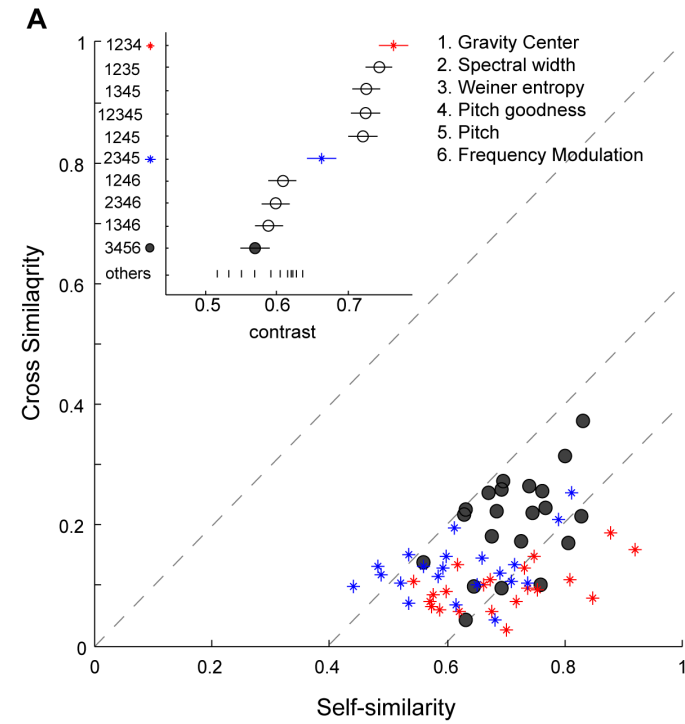 A
1
1234
1. Gravity Center
1235
2. Spectral width
1345
3. Weiner entropy
12345
4. Pitch goodness
1245
5. Pitch
0.8
2345
6. Frequency Modulation
1246
2346
1346
3456
others
0.6
0.5
0.6
0.7
contrast
Cross Similaqrity
0.4
0.2
0
0
0.2
0.4
0.6
0.8
1
Self-similarity